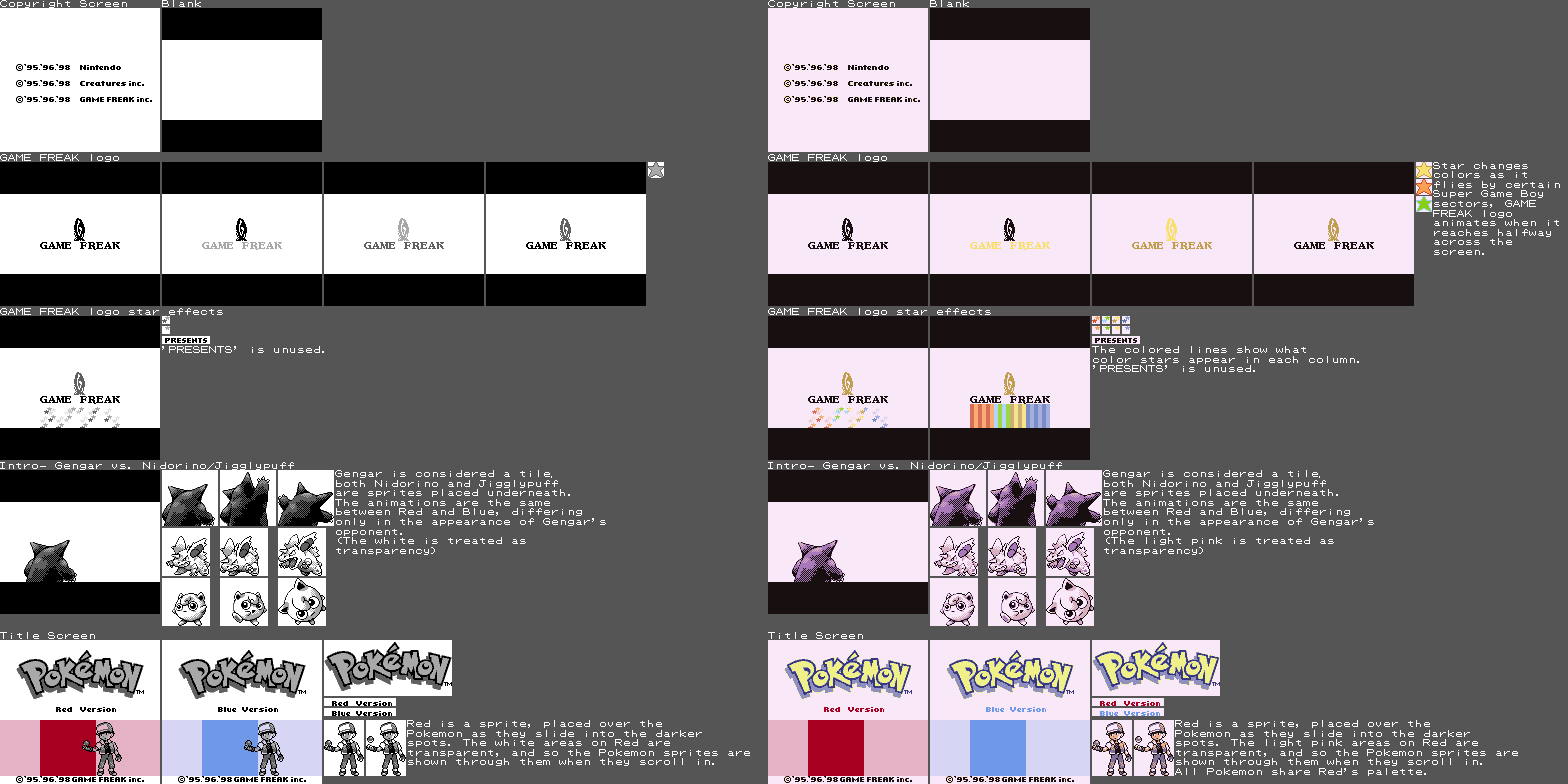 Copyright Screen
Blank
©'95.'96.'98 Nintendo
©'95.'96.'98 Creatures inc.
©'95.'96.'98 GAME FREAK inc.
GAME FREAK logo
GAME FREAK
GAME FREAK
GAME FREAK
GAME FREAK
GAME FREAK logo star effects
PRESENTS
'PRESENTS' is unused.
GAME FREAK
Intro- Gengar vs. Nidorino/Jigglypuff
Gengar is considered a tile,
both Nidorino and Jigglypuff
are sprites placed underneath.
The animations are the same
between Red and Blue, differing
only in the appearance of Gengar's
opponent.
(The white is treated as
transparency)
Title Screen
POKéMON TM
POKéMON TM
POKéMON TM
Red Version
Blue Version
Red Version
Blue Version
Red is a sprite, placed over the
Pokemon as they slide into the darker
spots. The white areas on Red are
transparent, and so the Pokemon sprites are
shown through them when they scroll in.
©'95.'96.'98 GAME FREAK inc.
©'95.'96.'98 GAME FREAK inc.
Copyright Screen
Blank
©'95.'96.'98 Nintendo
©'95.'96.'98 Creatures inc.
©'95.'96.'98 GAME FREAK inc.
GAME FREAK logo
GAME FREAK
GAME FREAK
GAME FREAK
GAME FREAK
Star changes
colors as it
flies by certain
Super Game Boy
sectors, GAME
FREAK logo
animates when it
reaches halfway
across the
screen.
GAME FREAK logo star effects
PRESENTS
The colored lines show what
color stars appear in each column.
'PRESENTS' is unused.
GAME FREAK
GAME FREAK
Intro- Gengar vs. Nidorino/Jigglypuff
Gengar is considered a tile,
both Nidorino and Jigglypuff
are sprites placed underneath.
The animations are the same
between Red and Blue, differing
only in the appearance of Gengar's
opponent.
(The light pink is treated as
transparency)
Title Screen
POKéMON TM
POKéMON TM
POKéMON TM
Red Version
Blue Version
Red Version
Blue Version
Red is a sprite, placed over the
Pokemon as they slide into the darker
spots. The light pink areas on Red are
transparent, and so the Pokemon sprites are
shown through them when they scroll in.
All Pokemon share Red's palette.
©'95.'96.'98 GAME FREAK inc.
©'95.'96.'98 GAME FREAK inc.